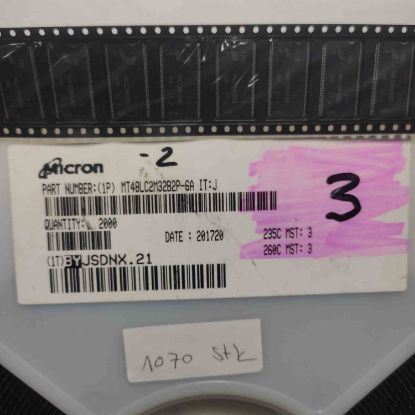 Micron
-2
PART NUMBER:(1P) MT48LC2M32B2P-6A IT:J
3
QUANTITY: 2000
DATE : 201720
235C MST: 3
260C MST: 3
(1T)BYJSDNX.21
1070 stk